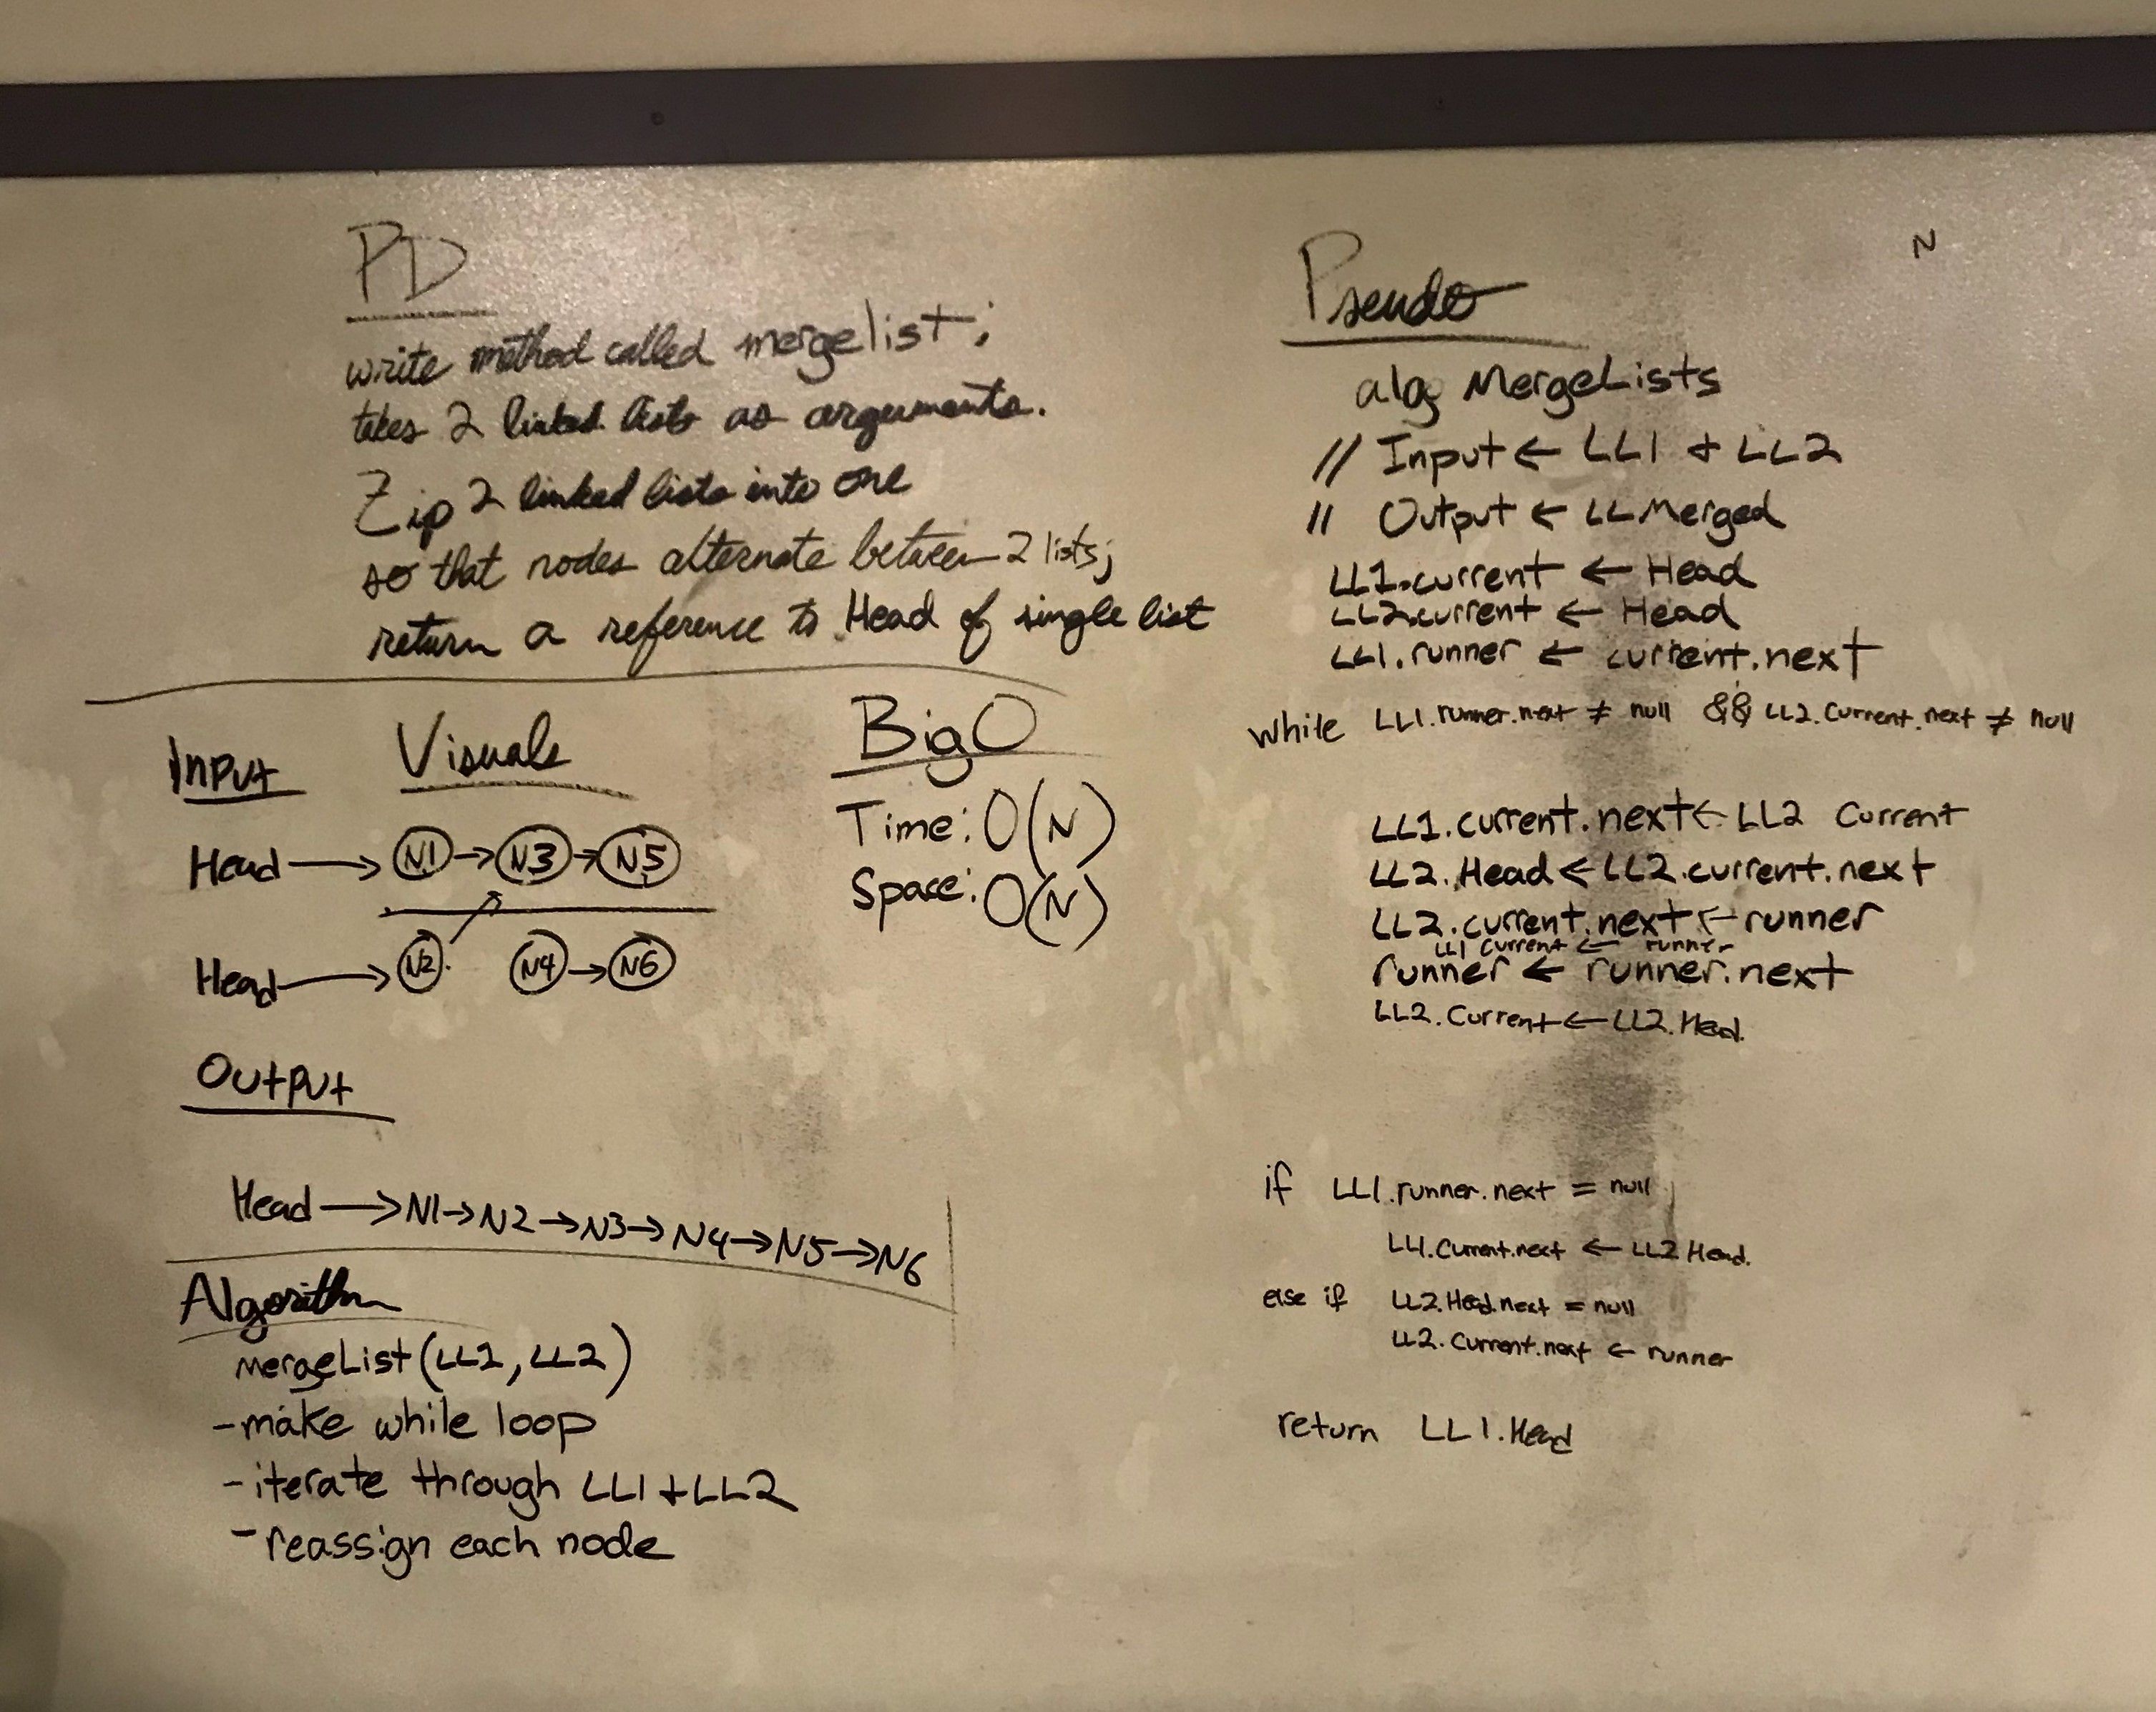 PD
write method called mergelist;
takes 2 linked lists as arguments.
Zip 2 linked lists into one
so that nodes alternate between 2 lists;
return a reference to Head of single list
Input
Visuals
Head → N1 → N3 → N5
Head → N2 N4 → N6
Output
Head → N1 → N2 → N3 → N4 → N5 → N6
Big O
Time: O(N)
Space: O(N)
Algorithm
mergeList(LL1, LL2)
- make while loop
- iterate through LL1 + LL2
- reassign each node
N
Pseudo
alg MergeLists
// Input ← LL1 + LL2
// Output ← LL Merged
LL1.current ← Head
LL2.current ← Head
LL1.runner ← current.next
while LL1.runner.next ≠ null && LL2.current.next ≠ null
LL1.current.next ← LL2 Current
LL2.Head ← LL2.current.next
LL2.current.next ← runner
LL1 current ← runner
runner ← runner.next
LL2.Current ← LL2.Head.
if LL1.runner.next = null
LL1.Current.next ← LL2 Head.
else if LL2.Head.next = null
LL2.Current.next ← runner
return LL1.Head